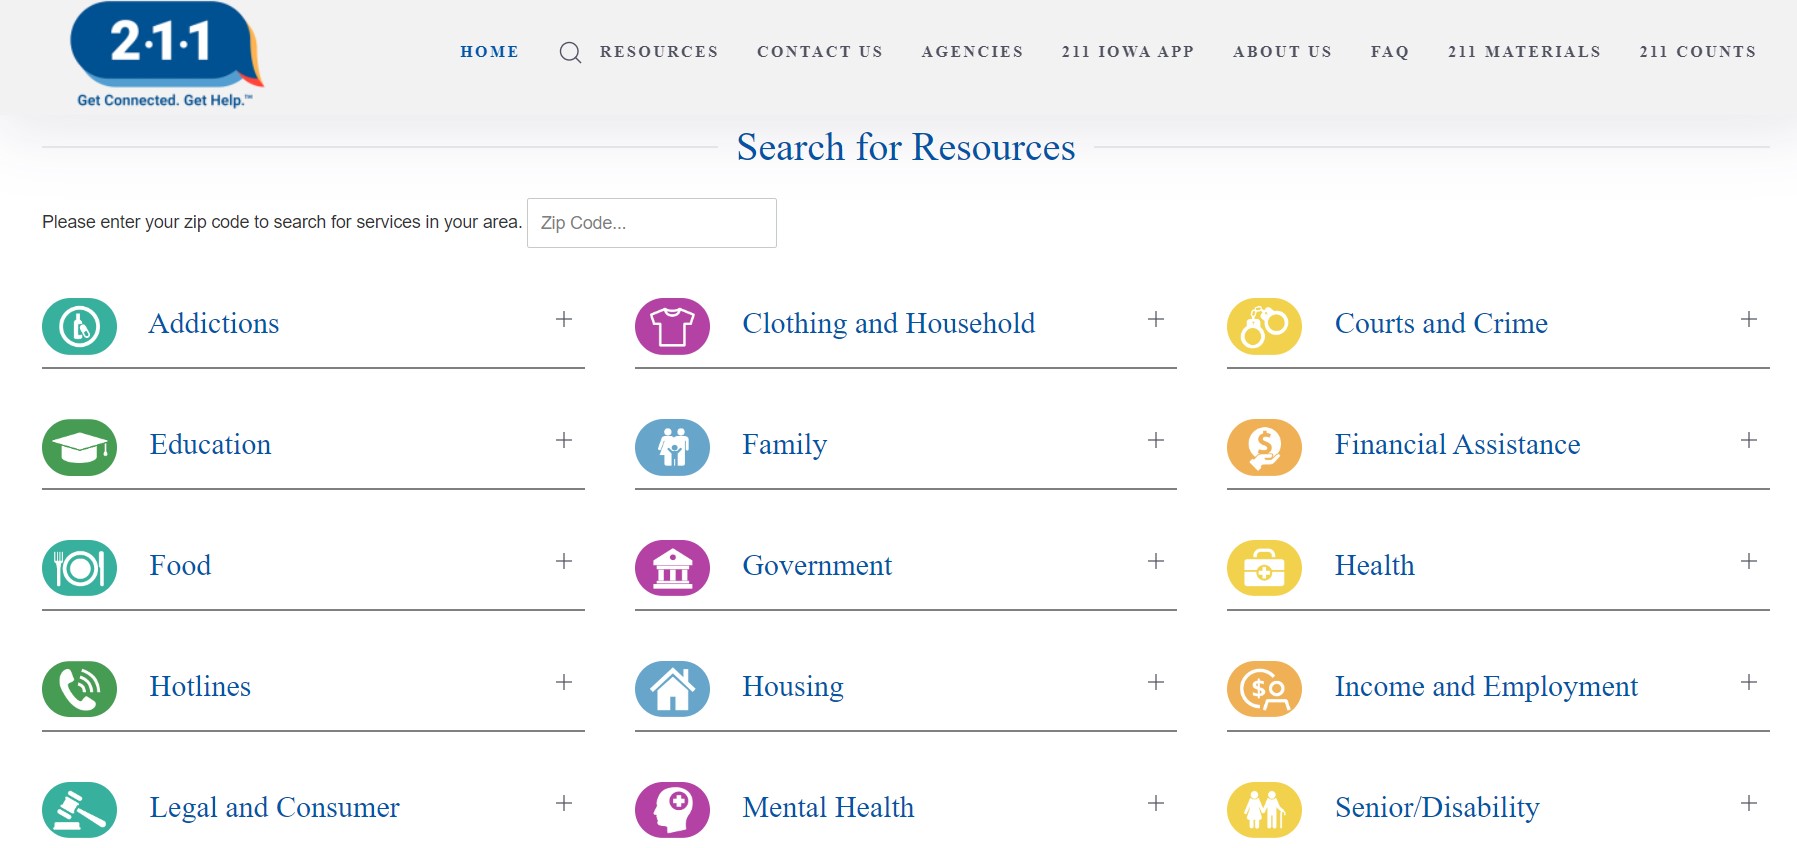 2·1·1
Get Connected. Get Help.™
HOME RESOURCES CONTACT US AGENCIES 211 IOWA APP ABOUT US FAQ 211 MATERIALS 211 COUNTS
Search for Resources
Please enter your zip code to search for services in your area. Zip Code...
Addictions + Clothing and Household + Courts and Crime +
Education + Family + Financial Assistance +
Food + Government + Health +
Hotlines + Housing + Income and Employment +
Legal and Consumer + Mental Health + Senior/Disability +